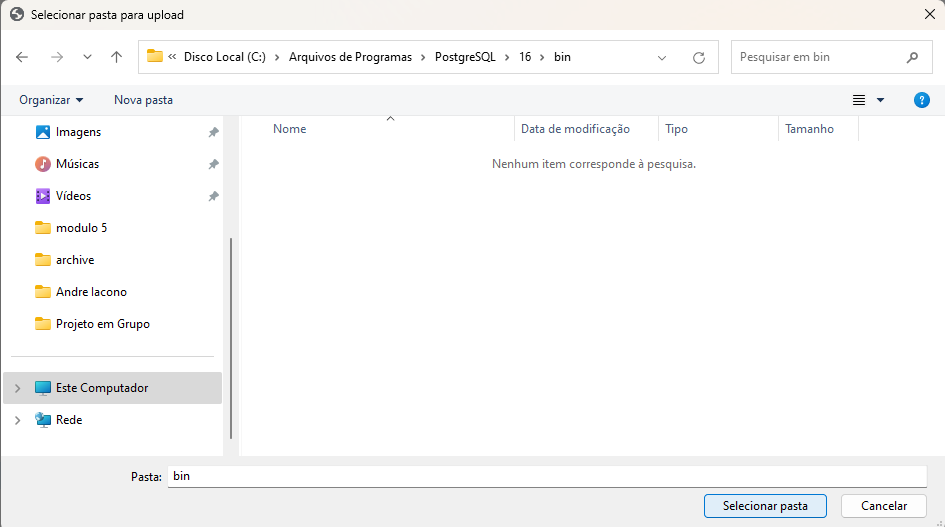 Selecionar pasta para upload
« Disco Local (C:) > Arquivos de Programas > PostgreSQL > 16 > bin
Pesquisar em bin
Organizar
Nova pasta
?
Imagens
Músicas
Vídeos
modulo 5
archive
Andre Iacono
Projeto em Grupo
Este Computador
Rede
Nome
Data de modificação
Tipo
Tamanho
Nenhum item corresponde à pesquisa.
Pasta: bin
Selecionar pasta
Cancelar